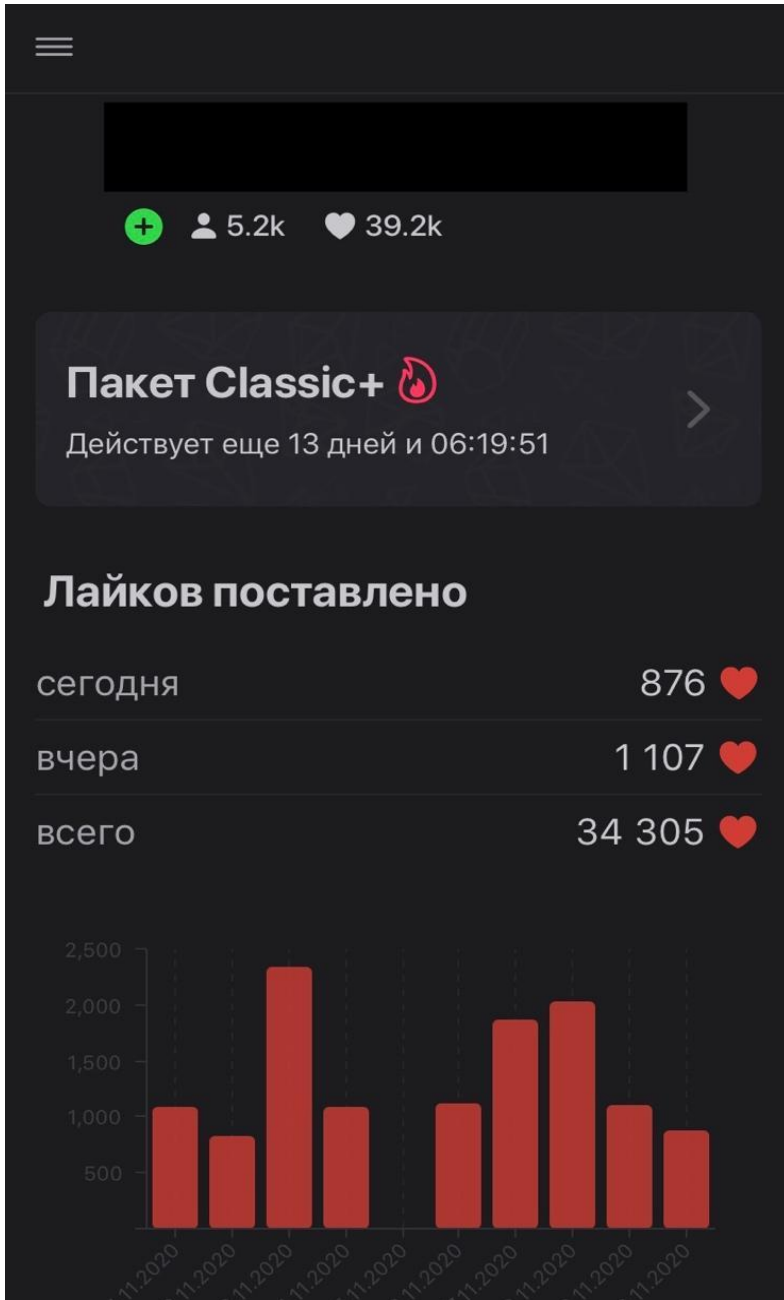 5.2k 39.2k
Пакет Classic+
Действует еще 13 дней и 06:19:51
Лайков поставлено
сегодня 876
вчера 1 107
всего 34 305
2,500
2,000
1,500
1,000
500